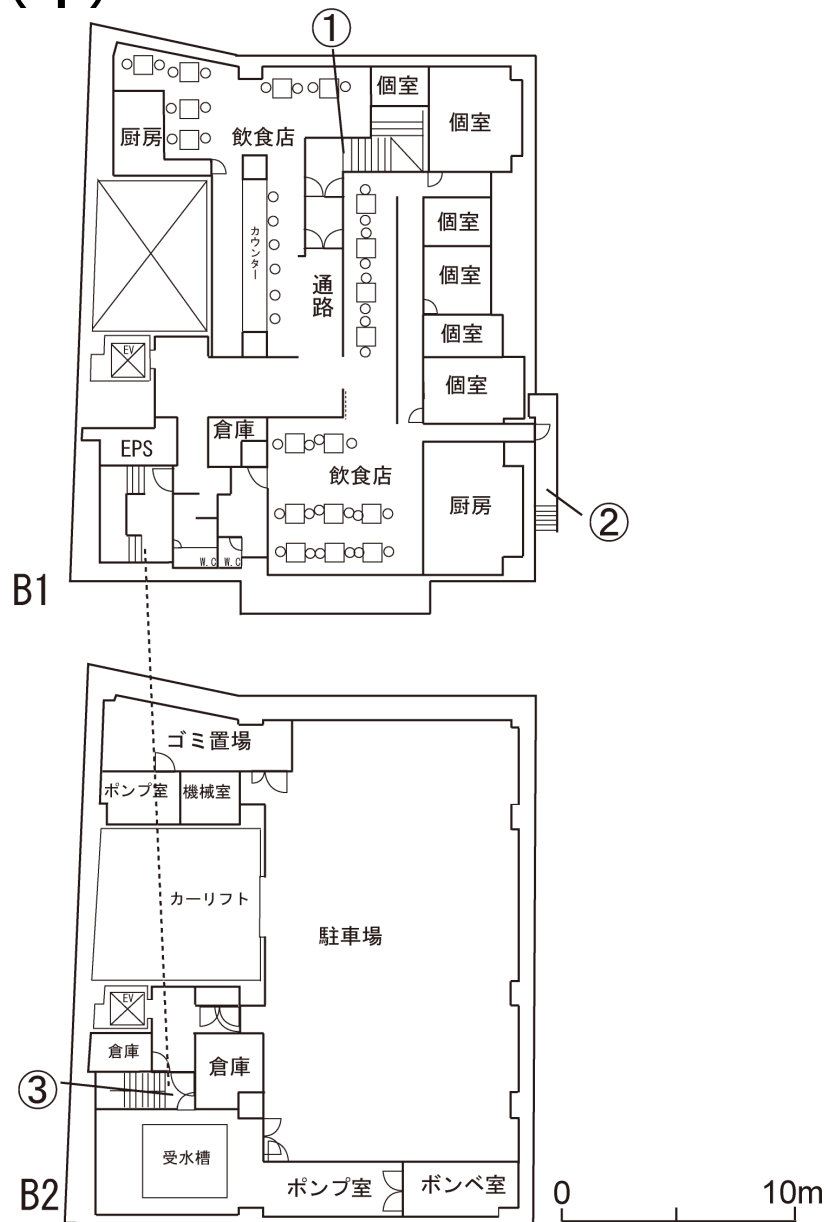 ①
個室
個室
厨房
飲食店
カウンター
個室
通路
個室
個室
EV
個室
倉庫
EPS
飲食店
厨房
②
W.C
W.C
B1
ゴミ置場
ポンプ室
機械室
カーリフト
駐車場
EV
倉庫
倉庫
③
受水槽
ポンプ室
ボンベ室
B2
0
10m